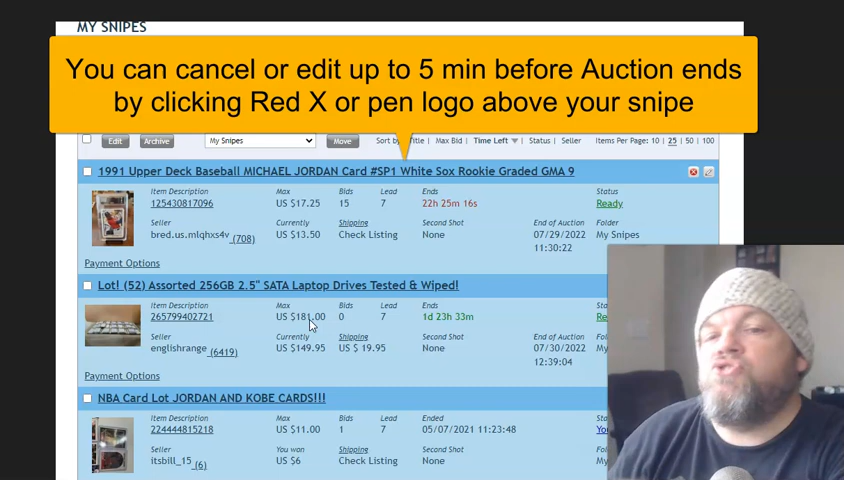 MY SNIPES
You can cancel or edit up to 5 min before Auction ends
by clicking Red X or pen logo above your snipe
Edit Archive My Snipes Move Title | Max Bid | Time Left | Status | Seller Items Per Page: 10 | 25 | 50 | 100
1991 Upper Deck Baseball MICHAEL JORDAN Card #SP1 White Sox Rookie Graded GMA 9
Item Description Max Bids Lead Ends Status
125430817096 US $17.25 15 7 22h 25m 16s Ready
Seller Currently Shipping Second Shot End of Auction Folder
bred.us.mlqhxs4v (708) US $13.50 Check Listing None 07/29/2022 My Snipes
11:30:22
Payment Options
Lot! (52) Assorted 256GB 2.5" SATA Laptop Drives Tested & Wiped!
Item Description Max Bids Lead Ends
265799402721 US $181.00 0 7 1d 23h 33m
Seller Currently Shipping Second Shot End of Auction
englishrange (6419) US $149.95 US $ 19.95 None 07/30/2022
12:39:04
Payment Options
NBA Card Lot JORDAN AND KOBE CARDS!!!
Item Description Max Bids Lead Ended
224444815218 US $11.00 1 7 05/07/2021 11:23:48
Seller You won Shipping Second Shot
itsbill_15 (6) US $6 Check Listing None